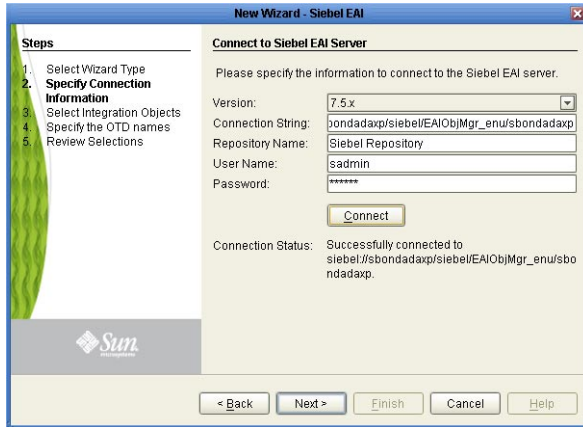 New Wizard - Siebel EAI
Steps
1. Select Wizard Type
2. Specify Connection
Information
3. Select Integration Objects
4. Specify the OTD names
5. Review Selections
Sun
microsystems
Connect to Siebel EAI Server
Please specify the information to connect to the Siebel EAI server.
Version: 7.5.x
Connection String: bondadaxp/siebel/EAIObjMgr_enu/sbondadaxp
Repository Name: Siebel Repository
User Name: sadmin
Password: ******
Connect
Connection Status: Successfully connected to
siebel://sbondadaxp/siebel/EAIObjMgr_enu/sbo
ndadaxp.
< Back Next > Finish Cancel Help